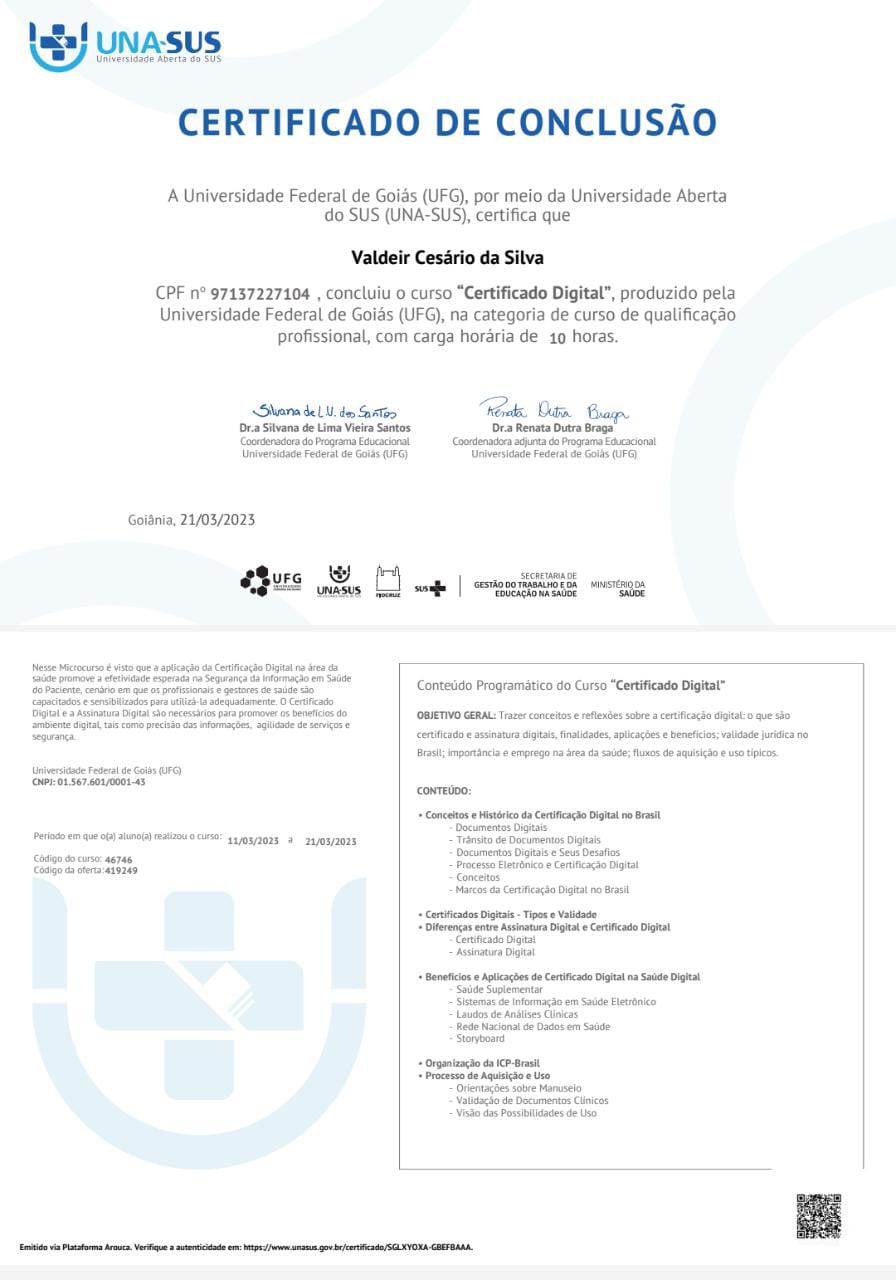 UNA-SUS
Universidade Aberta do SUS
CERTIFICADO DE CONCLUSÃO
A Universidade Federal de Goiás (UFG), por meio da Universidade Aberta
do SUS (UNA-SUS), certifica que
Valdeir Cesário da Silva
CPF nº 97137227104 , concluiu o curso “Certificado Digital”, produzido pela
Universidade Federal de Goiás (UFG), na categoria de curso de qualificação
profissional, com carga horária de 10 horas.
Silvana de L.V. dos Santos
Dr.a Silvana de Lima Vieira Santos
Coordenadora do Programa Educacional
Universidade Federal de Goiás (UFG)
Renata Dutra Braga
Dr.a Renata Dutra Braga
Coordenadora adjunta do Programa Educacional
Universidade Federal de Goiás (UFG)
Goiânia, 21/03/2023
UFG
UNA-SUS
FIOCRUZ
SUS
SECRETARIA DE
GESTÃO DO TRABALHO E DA
EDUCAÇÃO NA SAÚDE
MINISTÉRIO DA
SAÚDE
Nesse Microcurso é visto que a aplicação da Certificação Digital na área da
saúde promove a efetividade esperada na Segurança da Informação em Saúde
do Paciente, cenário em que os profissionais e gestores de saúde são
capacitados e sensibilizados para utilizá-la adequadamente. O Certificado
Digital e a Assinatura Digital são necessários para promover os benefícios do
ambiente digital, tais como precisão das informações, agilidade de serviços e
segurança.
Universidade Federal de Goiás (UFG)
CNPJ: 01.567.601/0001-43
Período em que o(a) aluno(a) realizou o curso: 11/03/2023 a 21/03/2023
Código do curso: 46746
Código da oferta:419249
Conteúdo Programático do Curso “Certificado Digital”
OBJETIVO GERAL: Trazer conceitos e reflexões sobre a certificação digital: o que são
certificado e assinatura digitais, finalidades, aplicações e benefícios; validade jurídica no
Brasil; importância e emprego na área da saúde; fluxos de aquisição e uso típicos.
CONTEÚDO:
• Conceitos e Histórico da Certificação Digital no Brasil
- Documentos Digitais
- Trânsito de Documentos Digitais
- Documentos Digitais e Seus Desafios
- Processo Eletrônico e Certificação Digital
- Conceitos
- Marcos da Certificação Digital no Brasil
• Certificados Digitais - Tipos e Validade
• Diferenças entre Assinatura Digital e Certificado Digital
- Certificado Digital
- Assinatura Digital
• Benefícios e Aplicações de Certificado Digital na Saúde Digital
- Saúde Suplementar
- Sistemas de Informação em Saúde Eletrônico
- Laudos de Análises Clínicas
- Rede Nacional de Dados em Saúde
- Storyboard
• Organização da ICP-Brasil
• Processo de Aquisição e Uso
- Orientações sobre Manuseio
- Validação de Documentos Clínicos
- Visão das Possibilidades de Uso
Emitido via Plataforma Arouca. Verifique a autenticidade em: https://www.unasus.gov.br/certificado/SGLXYOXA-GBEFBAAA.